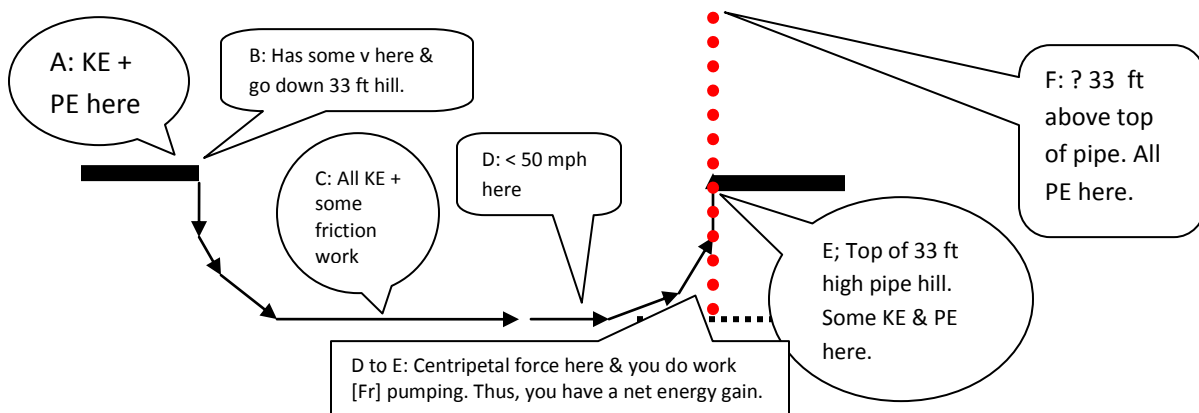 A: KE +
PE here
B: Has some v here &
go down 33 ft hill.
C: All KE +
some
friction
work
D: < 50 mph
here
D to E: Centripetal force here & you do work
[Fr] pumping. Thus, you have a net energy gain.
E; Top of 33 ft
high pipe hill.
Some KE & PE
here.
F: ? 33 ft
above top
of pipe. All
PE here.